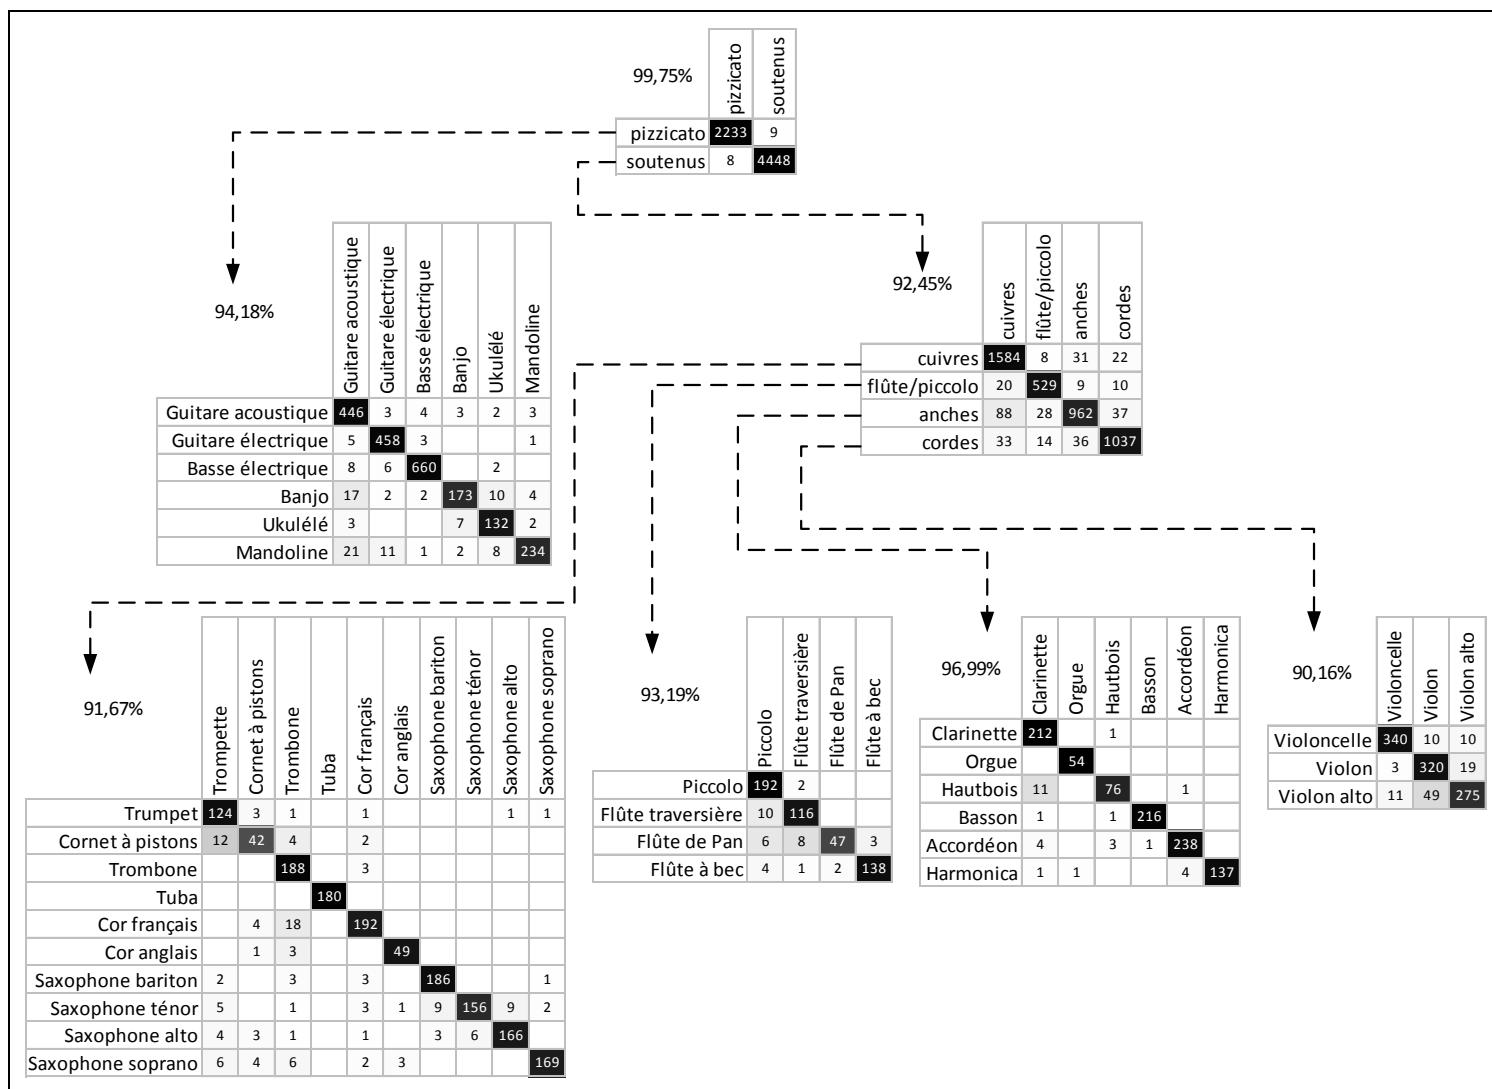 99,75%
pizzicato
soutenus
pizzicato 2233 9
soutenus 8 4448
94,18%
Guitare acoustique
Guitare électrique
Basse électrique
Banjo
Ukulélé
Mandoline
Guitare acoustique 446 3 4 3 2 3
Guitare électrique 5 458 3 1
Basse électrique 8 6 660 2
Banjo 17 2 2 173 10 4
Ukulélé 3 7 132 2
Mandoline 21 11 1 2 8 234
92,45%
cuivres
flûte/piccolo
anches
cordes
cuivres 1584 8 31 22
flûte/piccolo 20 529 9 10
anches 88 28 962 37
cordes 33 14 36 1037
91,67%
Trompette
Cornet à pistons
Trombone
Tuba
Cor français
Cor anglais
Saxophone bariton
Saxophone ténor
Saxophone alto
Saxophone soprano
Trumpet 124 3 1 1 1 1
Cornet à pistons 12 42 4 2
Trombone 188 3
Tuba 180
Cor français 4 18 192
Cor anglais 1 3 49
Saxophone bariton 2 3 3 186 1
Saxophone ténor 5 1 3 1 9 156 9 2
Saxophone alto 4 3 1 1 3 6 166
Saxophone soprano 6 4 6 2 3 169
93,19%
Piccolo
Flûte traversière
Flûte de Pan
Flûte à bec
Piccolo 192 2
Flûte traversière 10 116
Flûte de Pan 6 8 47 3
Flûte à bec 4 1 2 138
96,99%
Clarinette
Orgue
Hautbois
Basson
Accordéon
Harmonica
Clarinette 212 1
Orgue 54
Hautbois 11 76 1
Basson 1 1 216
Accordéon 4 3 1 238
Harmonica 1 1 4 137
90,16%
Violoncelle
Violon
Violon alto
Violoncelle 340 10 10
Violon 3 320 19
Violon alto 11 49 275